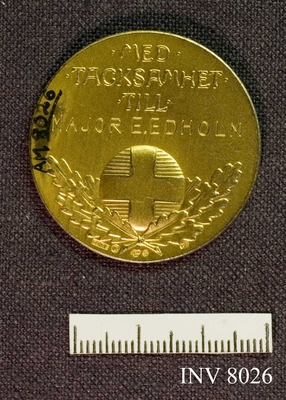 ·MED·
·TACKSAMHET·
·TILL·
MAJOR E.EDHOLM
AM 8026
INV 8026